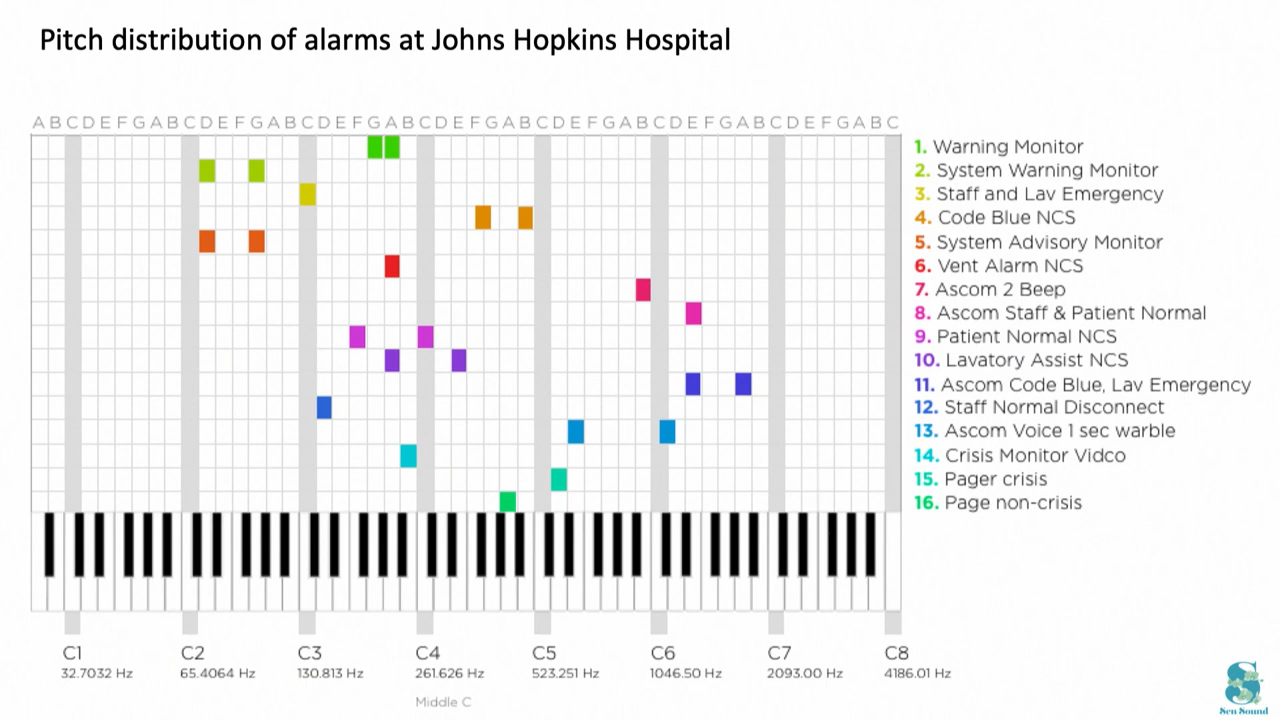 Pitch distribution of alarms at Johns Hopkins Hospital
A B C D E F G A B C D E F G A B C D E F G A B C D E F G A B C D E F G A B C D E F G A B C D E F G A B C
1. Warning Monitor
2. System Warning Monitor
3. Staff and Lav Emergency
4. Code Blue NCS
5. System Advisory Monitor
6. Vent Alarm NCS
7. Ascom 2 Beep
8. Ascom Staff & Patient Normal
9. Patient Normal NCS
10. Lavatory Assist NCS
11. Ascom Code Blue, Lav Emergency
12. Staff Normal Disconnect
13. Ascom Voice 1 sec warble
14. Crisis Monitor Vidco
15. Pager crisis
16. Page non-crisis
C1 C2 C3 C4 C5 C6 C7 C8
32.7032 Hz 65.4064 Hz 130.813 Hz 261.626 Hz 523.251 Hz 1046.50 Hz 2093.00 Hz 4186.01 Hz
Middle C
Sen Sound